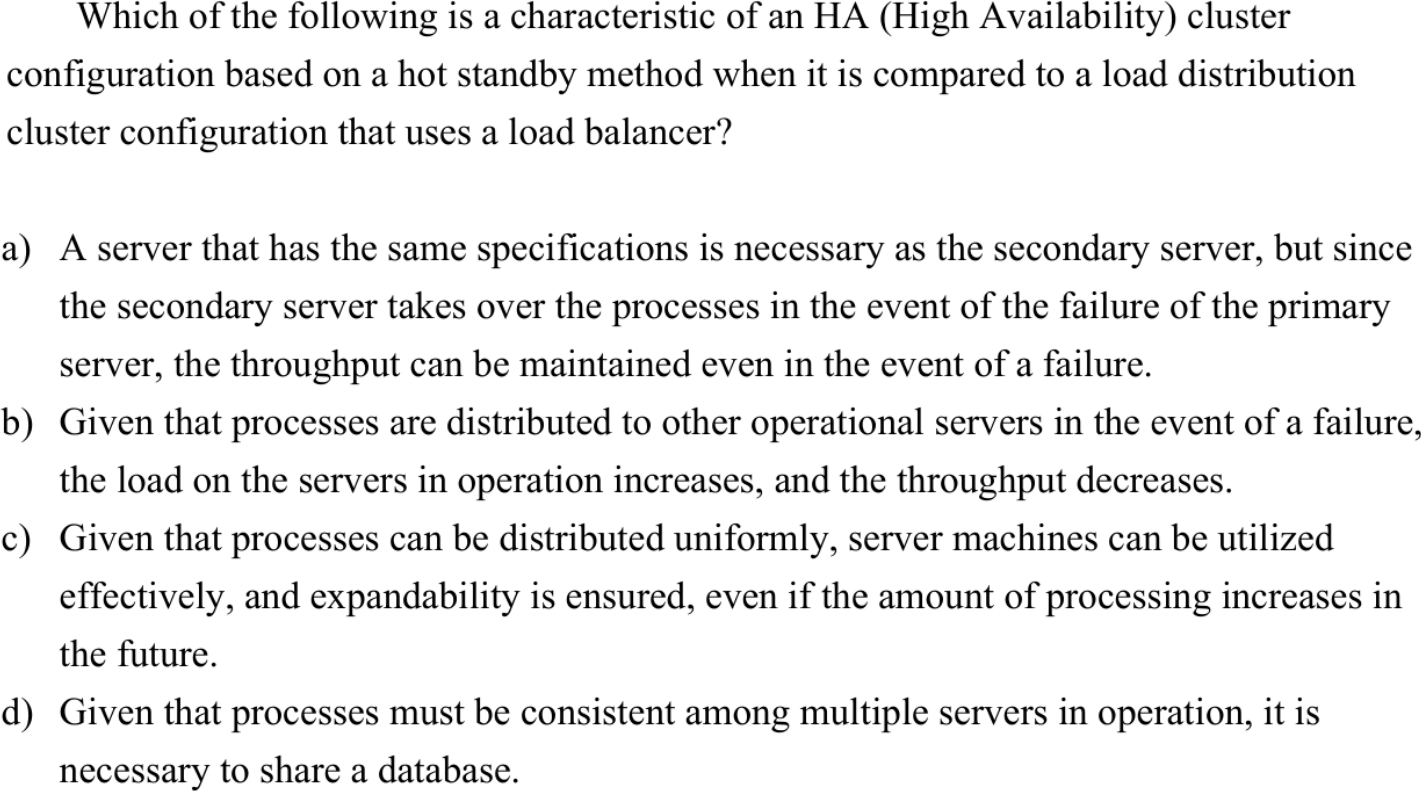 Which of the following is a characteristic of an HA (High Availability) cluster
configuration based on a hot standby method when it is compared to a load distribution
cluster configuration that uses a load balancer?
a) A server that has the same specifications is necessary as the secondary server, but since
the secondary server takes over the processes in the event of the failure of the primary
server, the throughput can be maintained even in the event of a failure.
b) Given that processes are distributed to other operational servers in the event of a failure,
the load on the servers in operation increases, and the throughput decreases.
c) Given that processes can be distributed uniformly, server machines can be utilized
effectively, and expandability is ensured, even if the amount of processing increases in
the future.
d) Given that processes must be consistent among multiple servers in operation, it is
necessary to share a database.